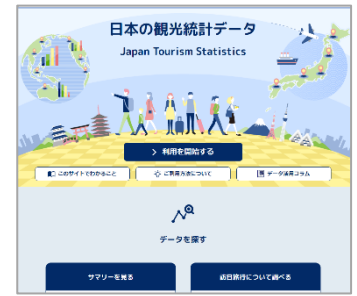 日本の観光統計データ
Japan Tourism Statistics
利用を開始する
このサイトでわかること
ご利用方法について
データ活用コラム
データを探す
サマリーを見る
訪日旅行について調べる